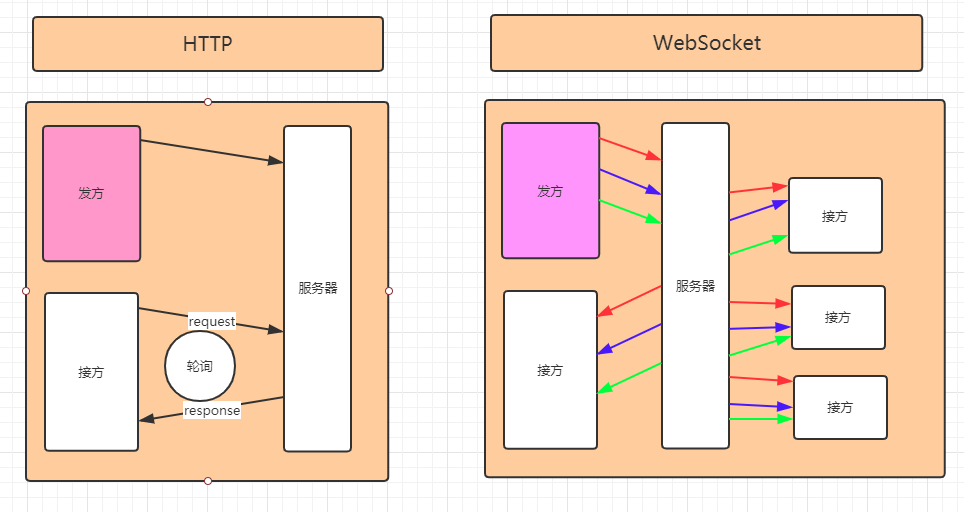 HTTP
发方
服务器
request
轮询
接方
response
WebSocket
发方
服务器
接方
接方
接方
接方